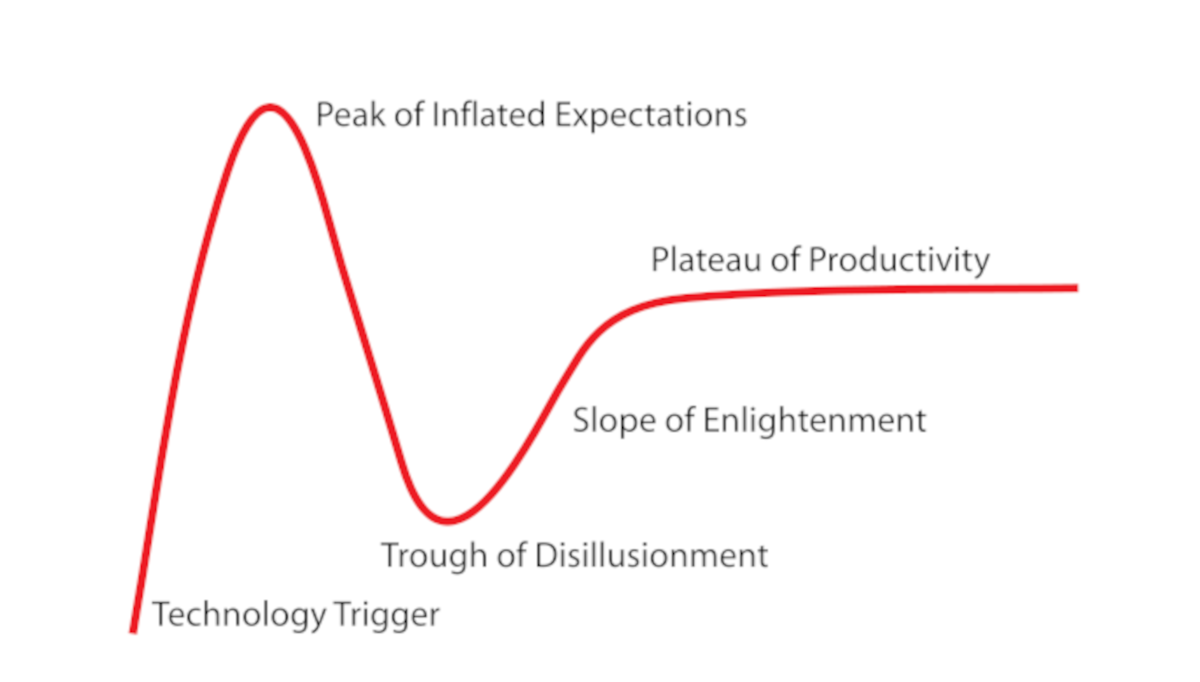 Peak of Inflated Expectations
Plateau of Productivity
Slope of Enlightenment
Trough of Disillusionment
Technology Trigger